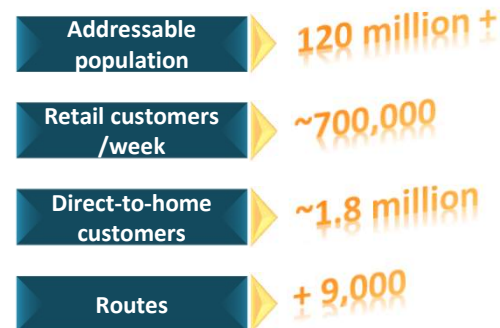 Addressable
population
120 million +
Retail customers
/week
~700,000
Direct-to-home
customers
~1.8 million
Routes
+ 9,000